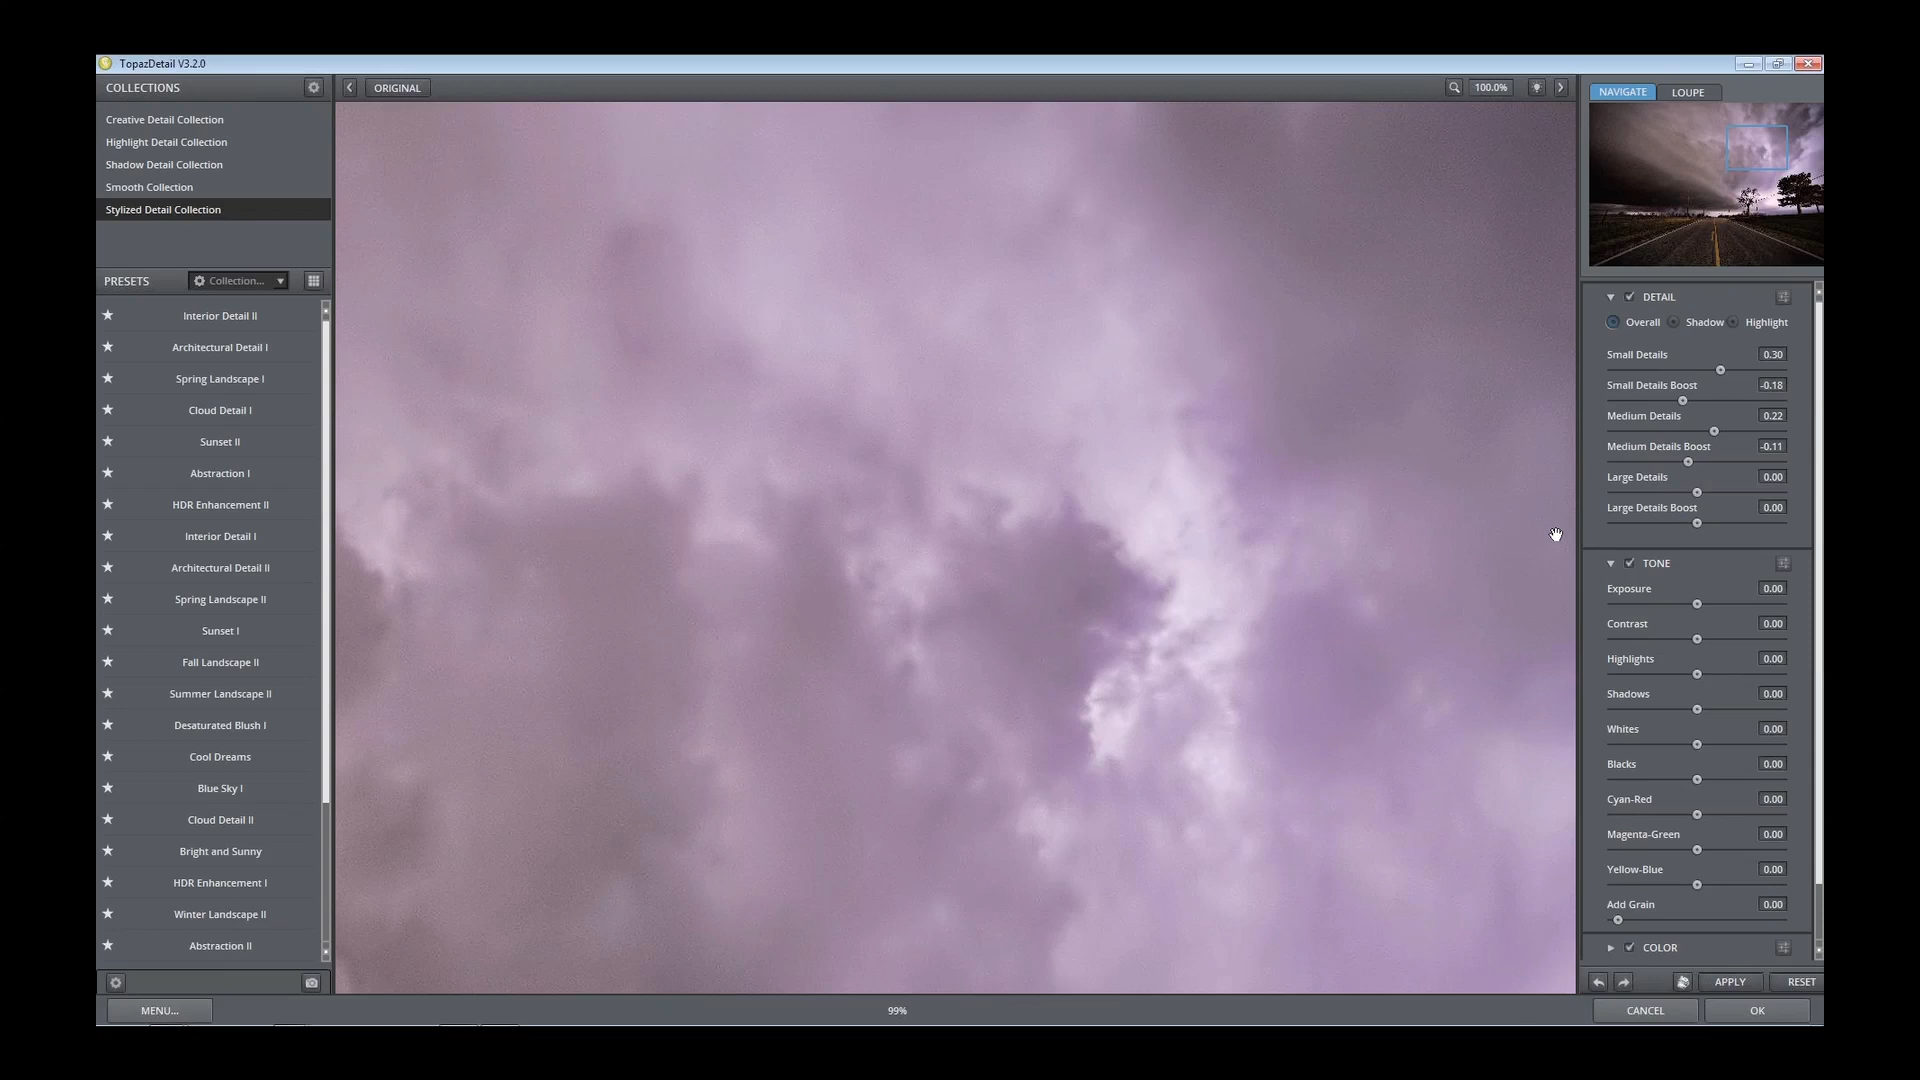 TopazDetail V3.2.0
COLLECTIONS
ORIGINAL
100.0%
NAVIGATE
LOUPE
Creative Detail Collection
Highlight Detail Collection
Shadow Detail Collection
Smooth Collection
Stylized Detail Collection
PRESETS
Collection...
Interior Detail II
Architectural Detail I
Spring Landscape I
Cloud Detail I
Sunset II
Abstraction I
HDR Enhancement II
Interior Detail I
Architectural Detail II
Spring Landscape II
Sunset I
Fall Landscape II
Summer Landscape II
Desaturated Blush I
Cool Dreams
Blue Sky I
Cloud Detail II
Bright and Sunny
HDR Enhancement I
Winter Landscape II
Abstraction II
DETAIL
Overall Shadow Highlight
Small Details 0.30
Small Details Boost -0.18
Medium Details 0.22
Medium Details Boost -0.11
Large Details 0.00
Large Details Boost 0.00
TONE
Exposure 0.00
Contrast 0.00
Highlights 0.00
Shadows 0.00
Whites 0.00
Blacks 0.00
Cyan-Red 0.00
Magenta-Green 0.00
Yellow-Blue 0.00
Add Grain 0.00
COLOR
APPLY
RESET
MENU...
99%
CANCEL
OK